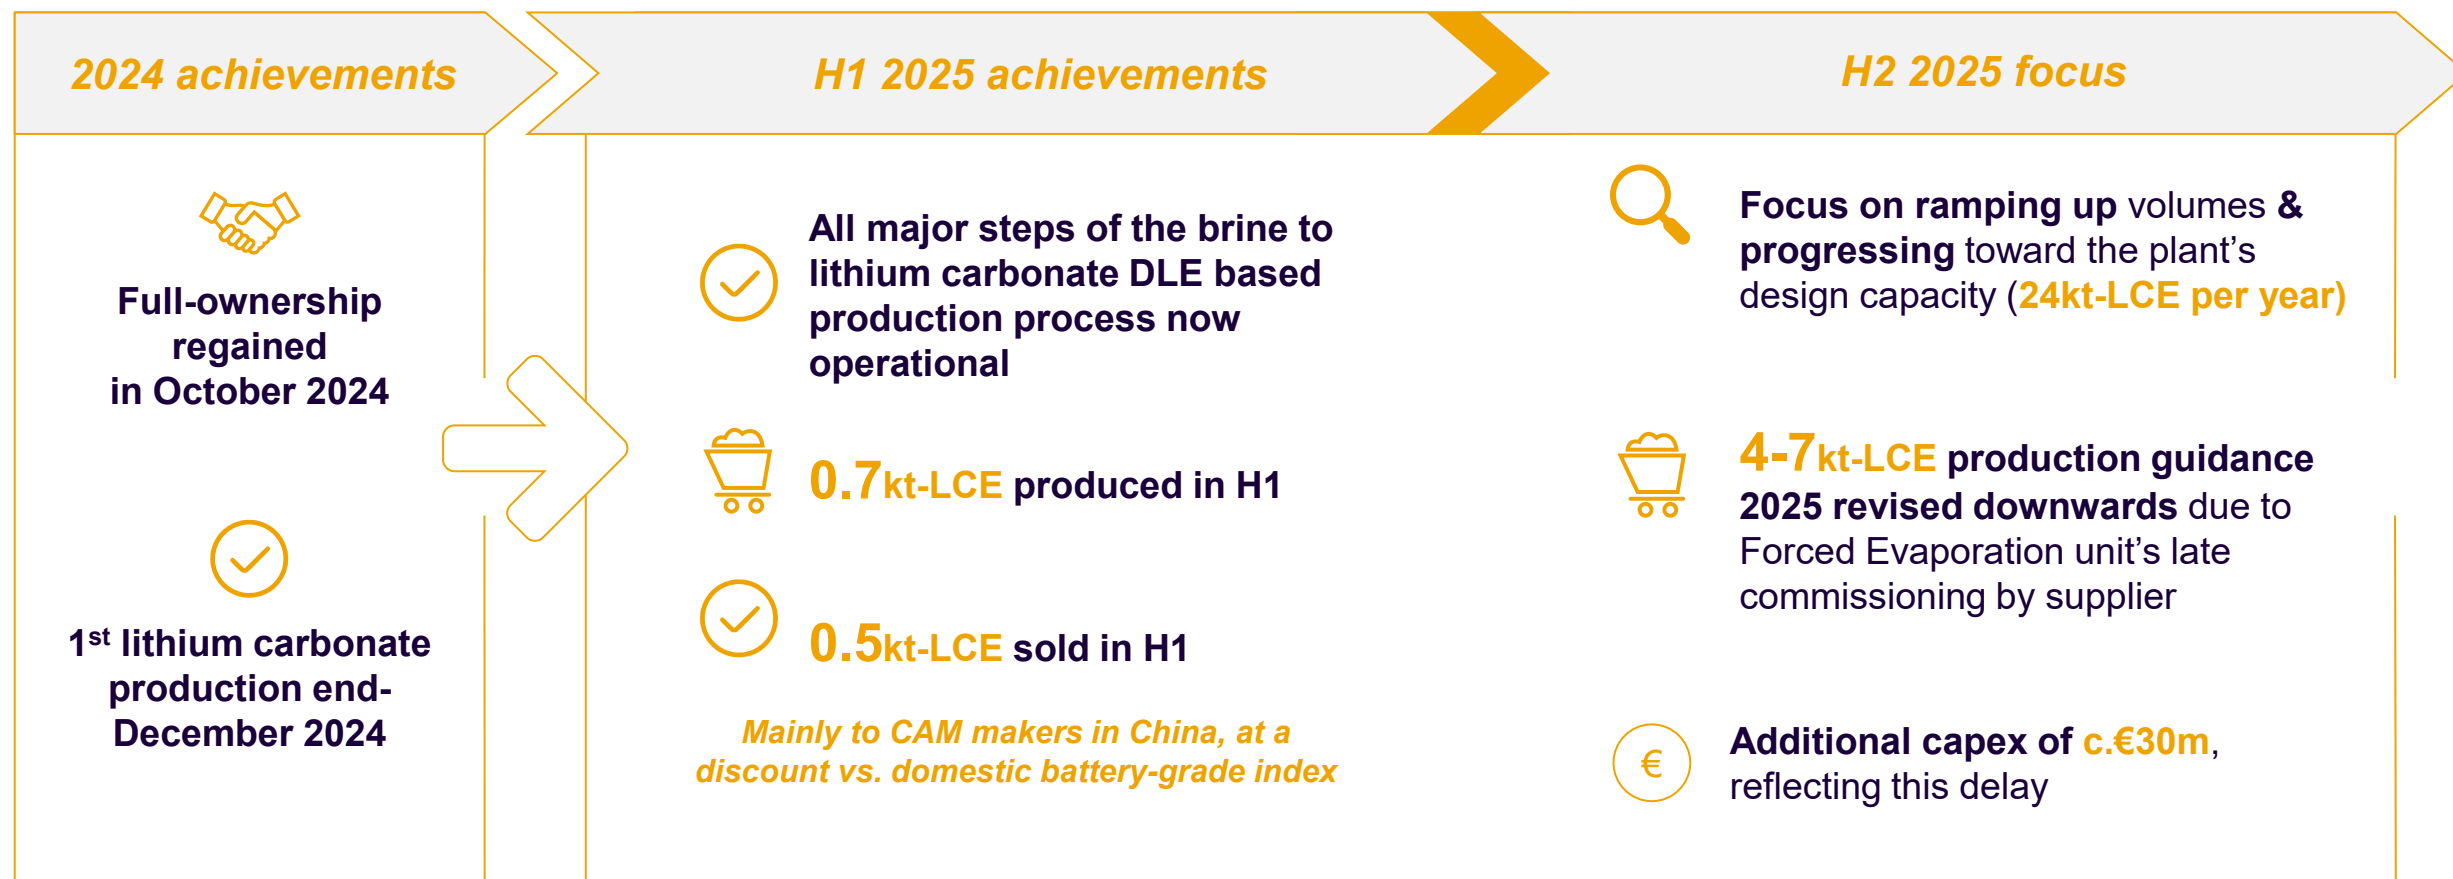 2024 achievements
Full-ownership
regained
in October 2024
1st lithium carbonate
production end-
December 2024
H1 2025 achievements
All major steps of the brine to
lithium carbonate DLE based
production process now
operational
0.7kt-LCE produced in H1
0.5kt-LCE sold in H1
Mainly to CAM makers in China, at a
discount vs. domestic battery-grade index
H2 2025 focus
Focus on ramping up volumes &
progressing toward the plant’s
design capacity (24kt-LCE per year)
4-7kt-LCE production guidance
2025 revised downwards due to
Forced Evaporation unit’s late
commissioning by supplier
€
Additional capex of c.€30m,
reflecting this delay